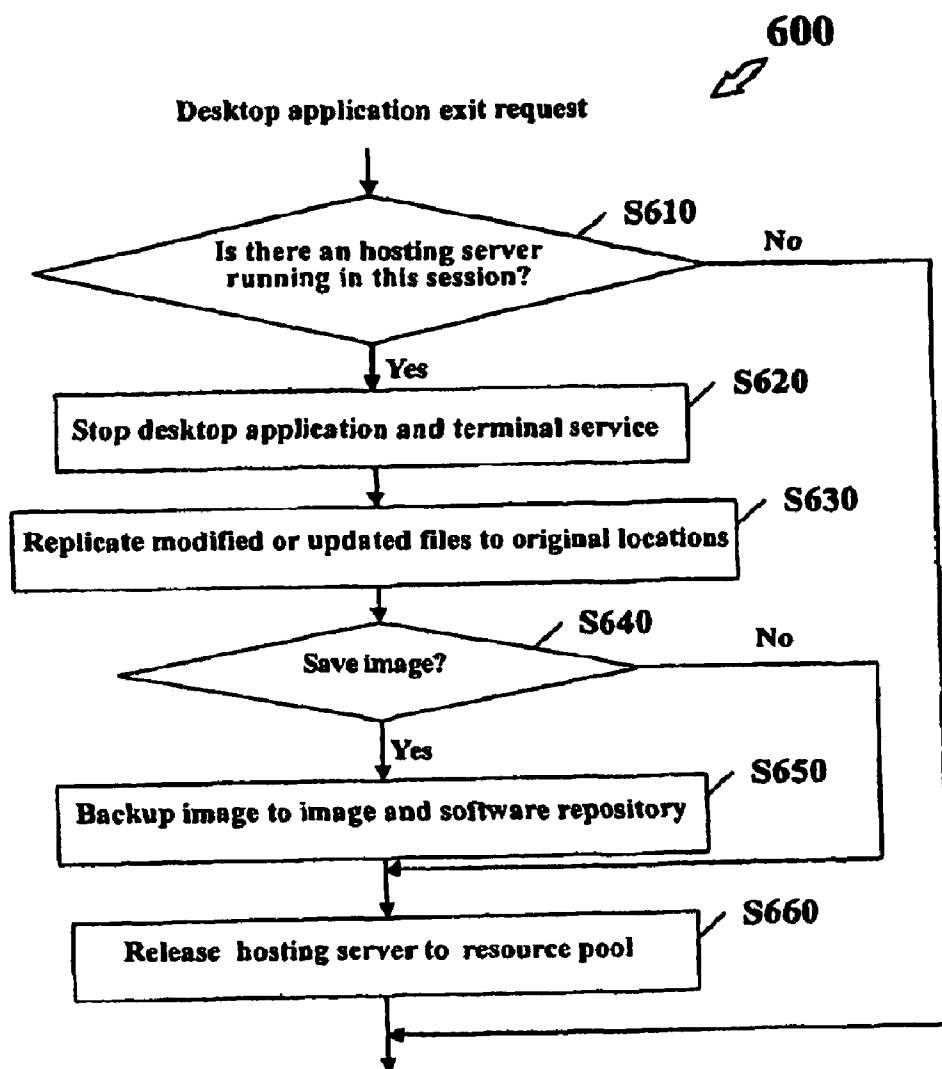 600
Desktop application exit request
S610
Is there an hosting server
running in this session?
No
Yes
S620
Stop desktop application and terminal service
S630
Replicate modified or updated files to original locations
S640
Save image?
No
Yes
S650
Backup image to image and software repository
S660
Release hosting server to resource pool